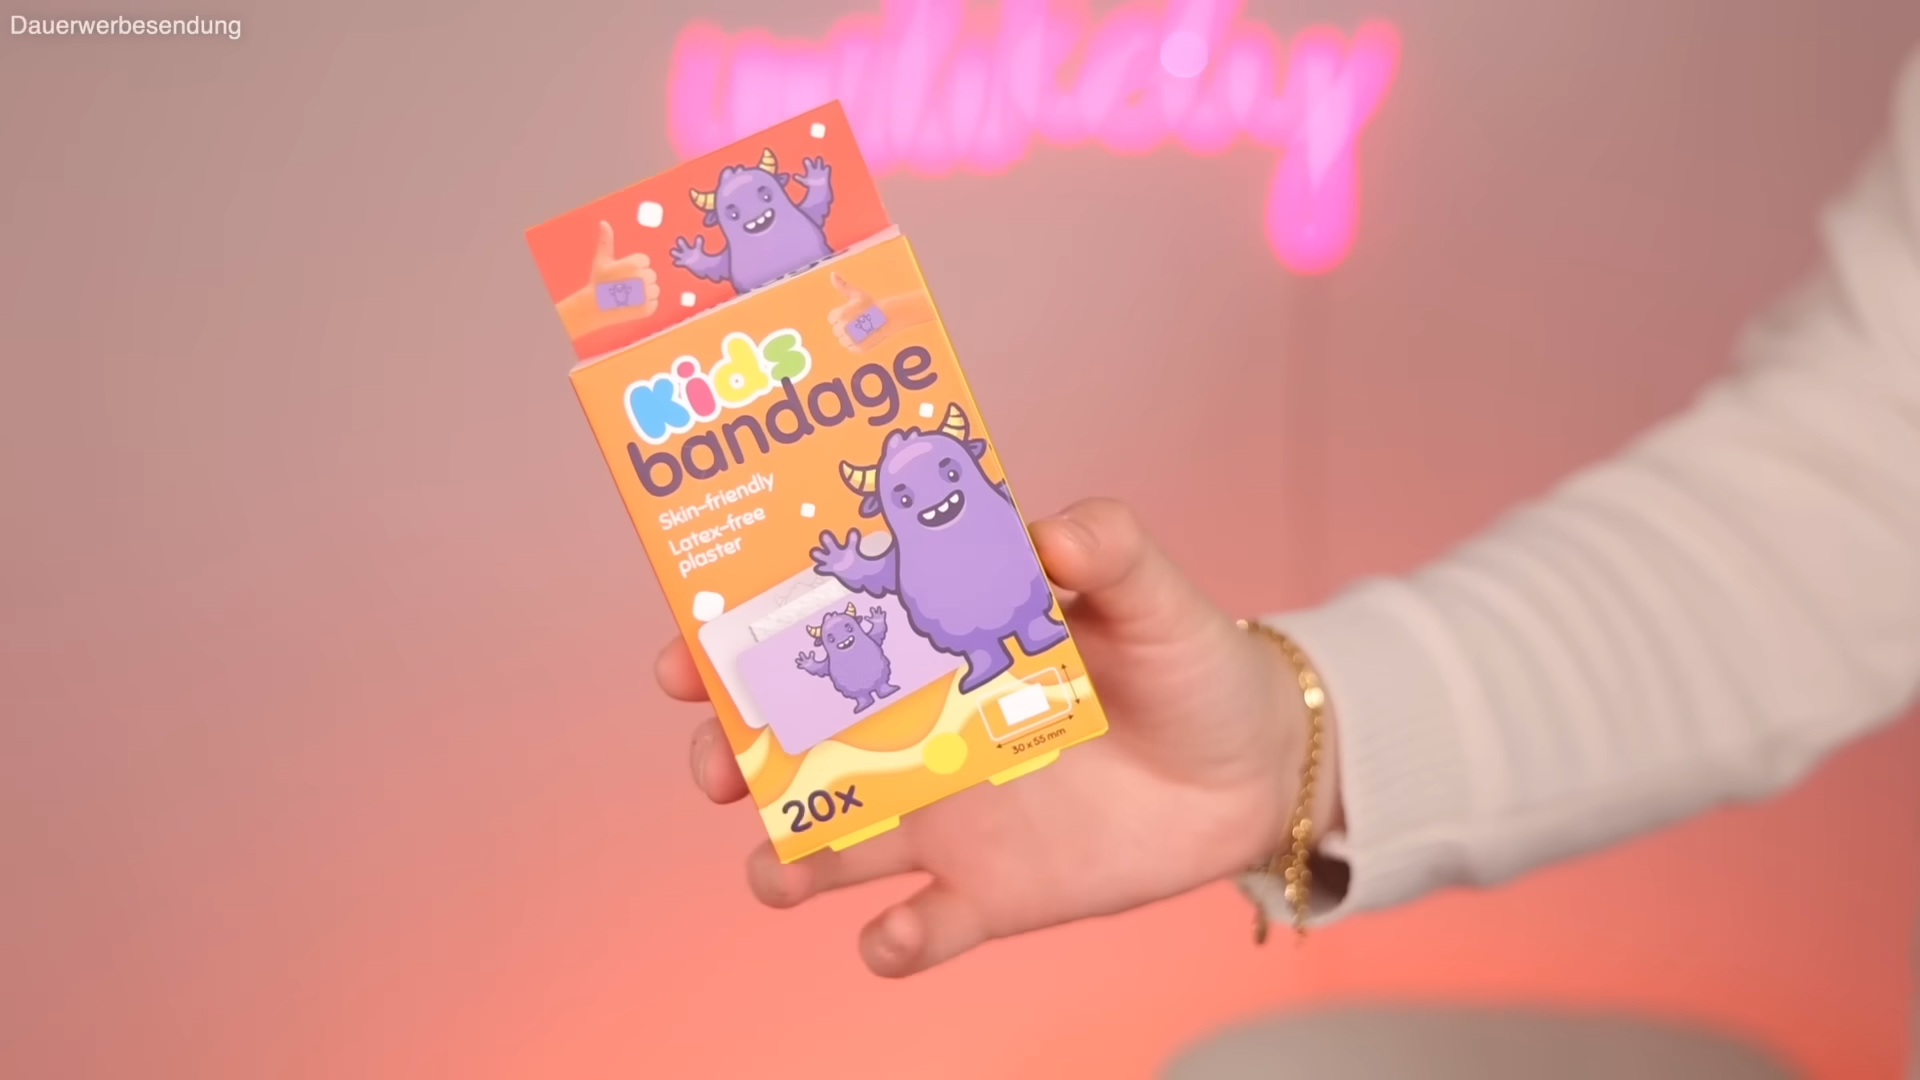 Dauerwerbesendung
Kids
bandage
Skin-friendly
Latex-free
plaster
30 x 55 mm
20x